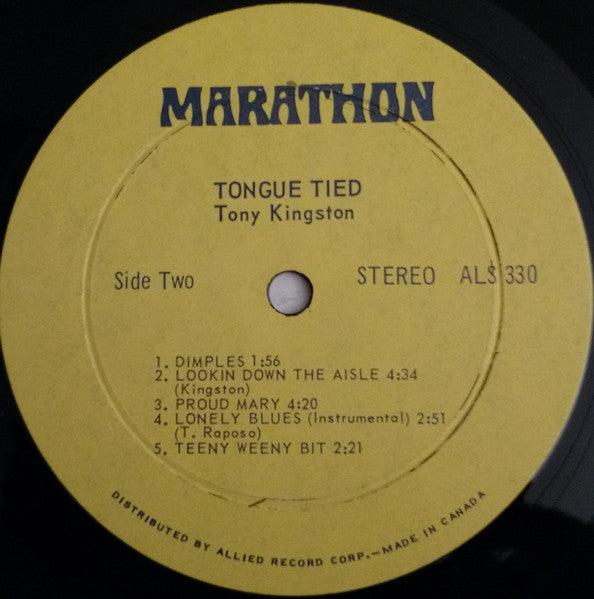 MARATHON
TONGUE TIED
Tony Kingston
Side Two
STEREO ALS 330
1. DIMPLES 1:56
2. LOOKIN DOWN THE AISLE 4:34
(Kingston)
3. PROUD MARY 4:20
4. LONELY BLUES (Instrumental) 2:51
(T. Raposo)
5. TEENY WEENY BIT 2:21
DISTRIBUTED BY ALLIED RECORD CORP.—MADE IN CANADA